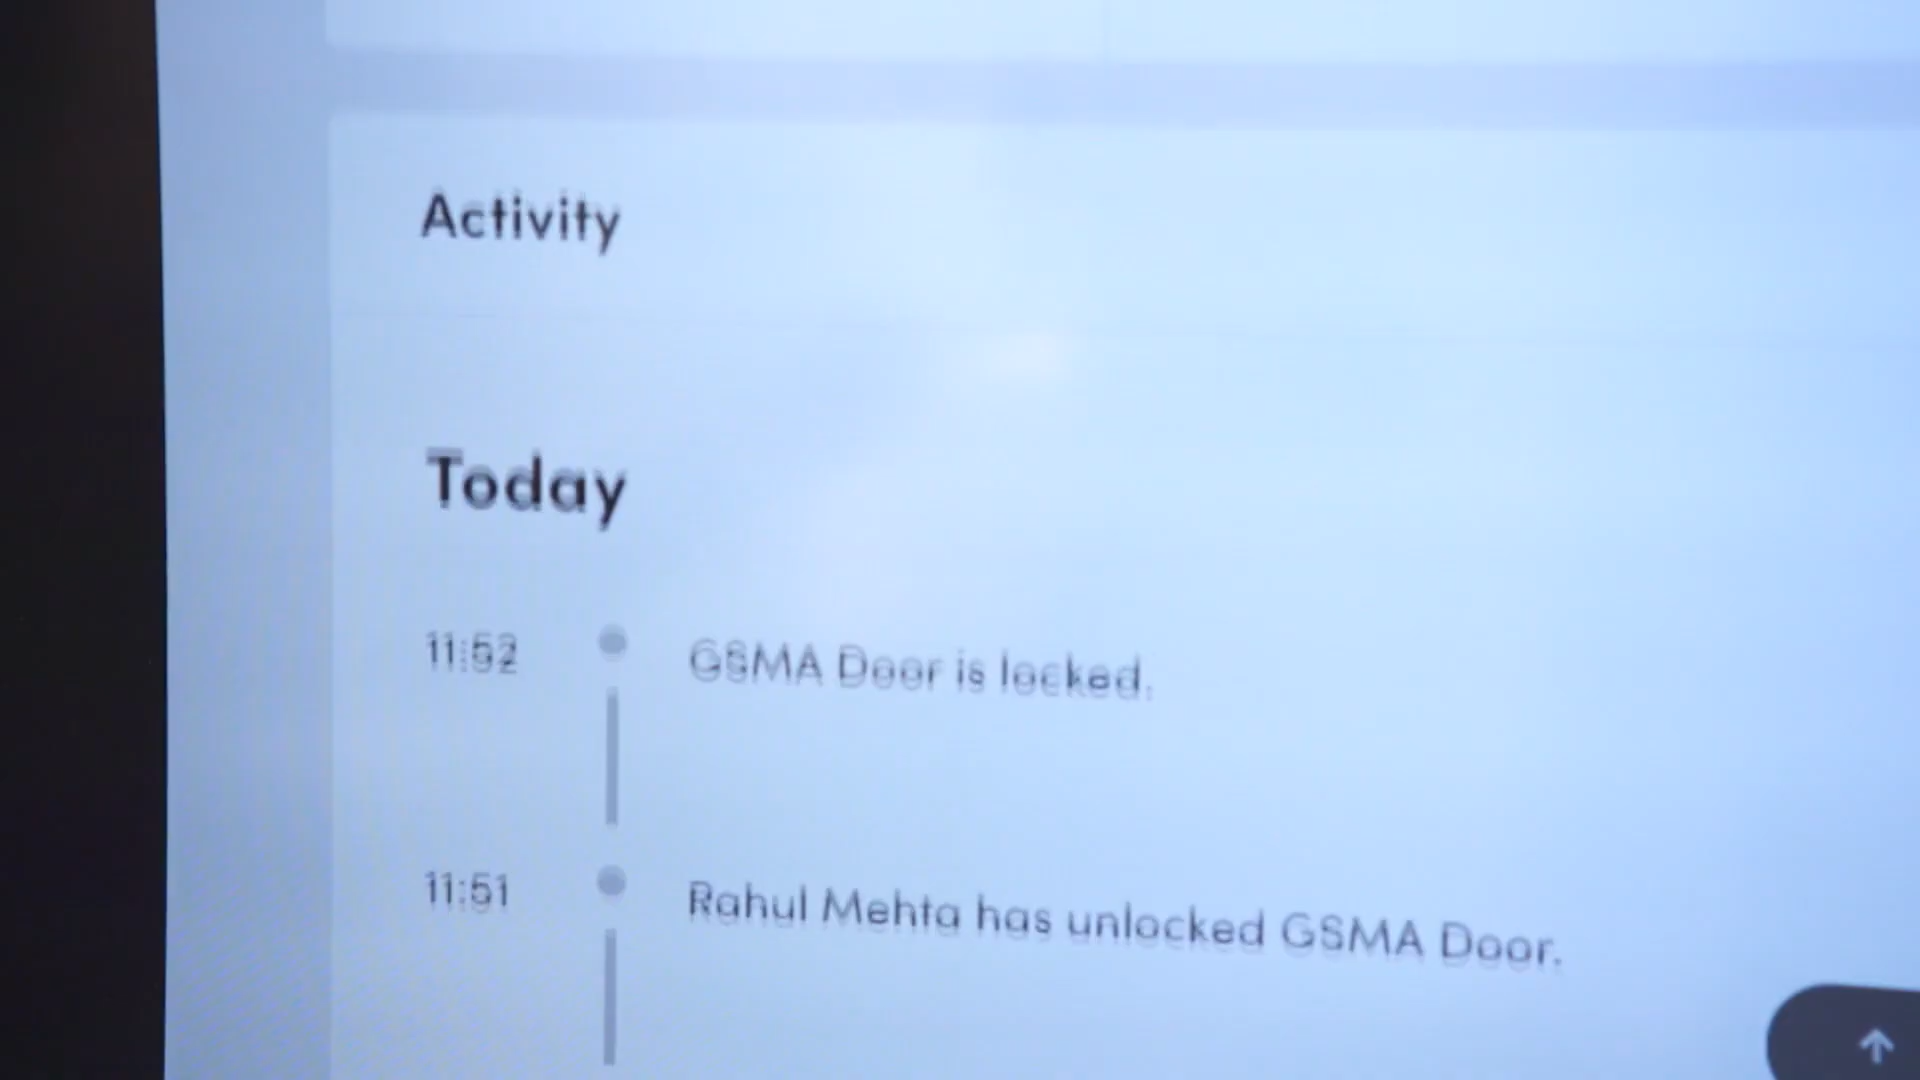 Activity
Today
11:52 GSMA Door is locked.
11:51 Rahul Mehta has unlocked GSMA Door.